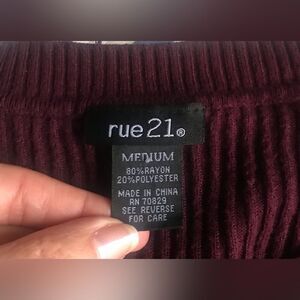 rue21®
MEDIUM
80%RAYON
20%POLYESTER
MADE IN CHINA
RN 70829
SEE REVERSE
FOR CARE